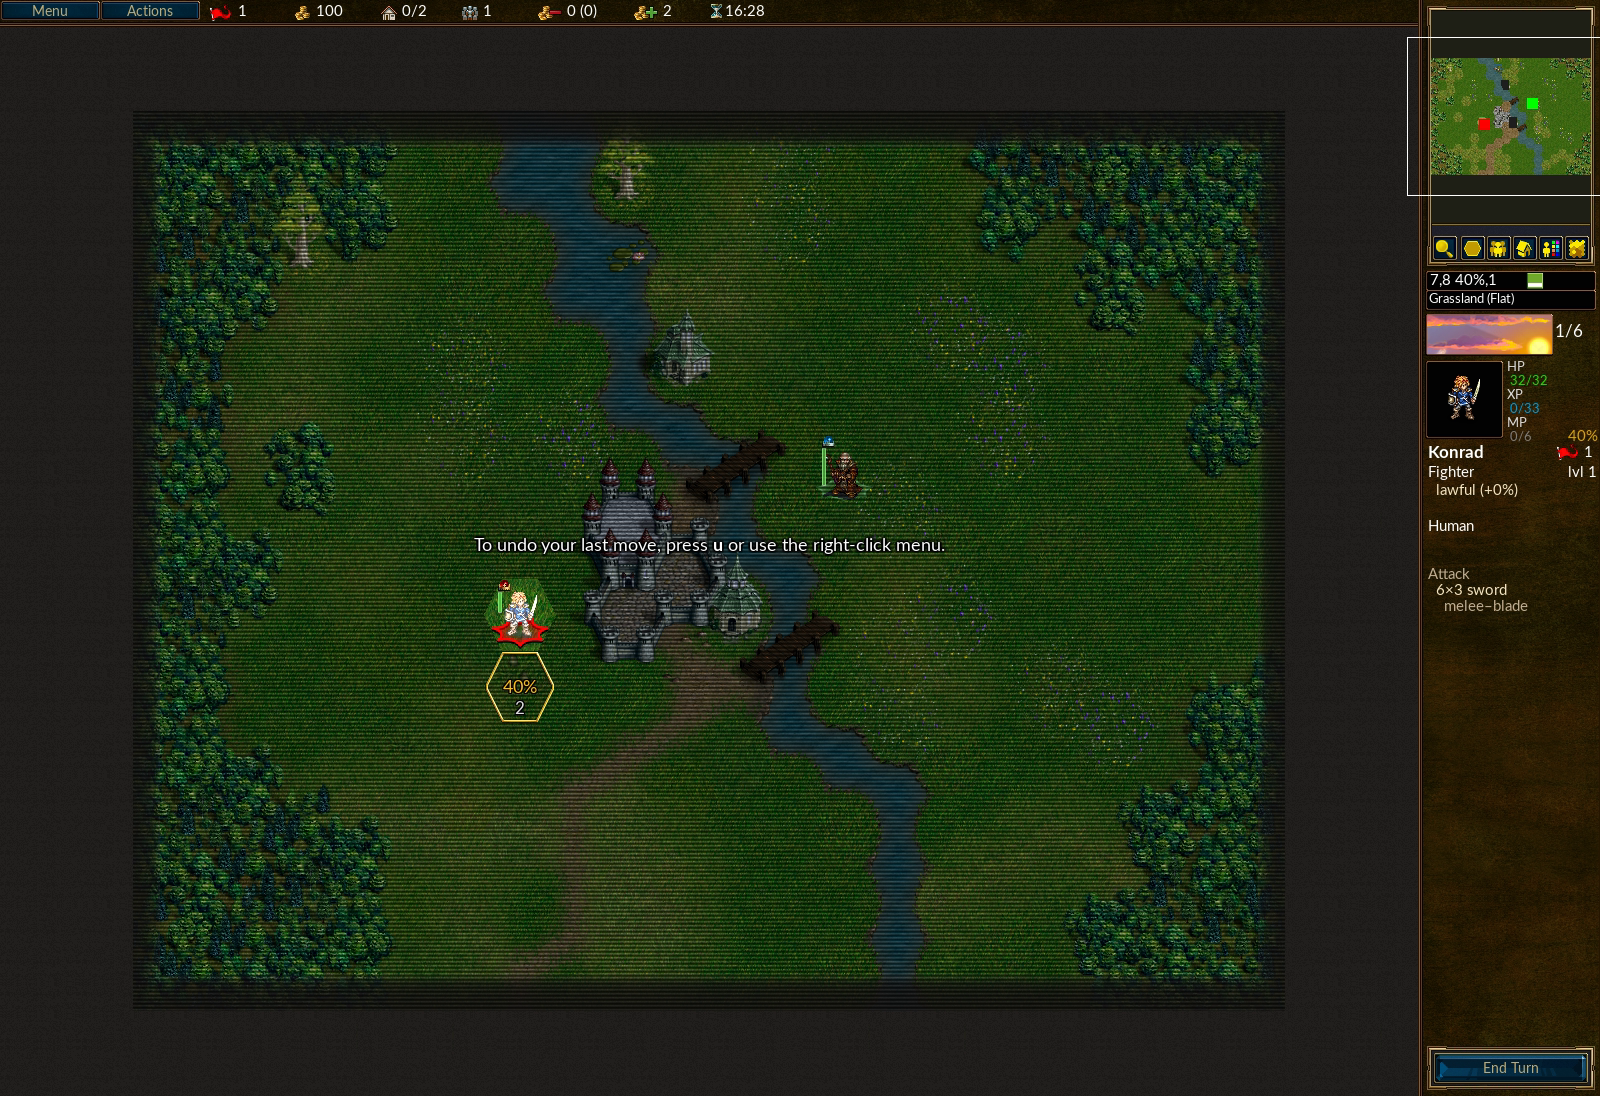 Menu
Actions
1
100
0/2
1
0 (0)
2
16:28
7,8 40%,1
Grassland (Flat)
1/6
HP
32/32
XP
0/33
MP
0/6
40%
Konrad
1
Fighter
lvl 1
lawful (+0%)
Human
Attack
6×3 sword
melee–blade
To undo your last move, press u or use the right-click menu.
40%
2
End Turn